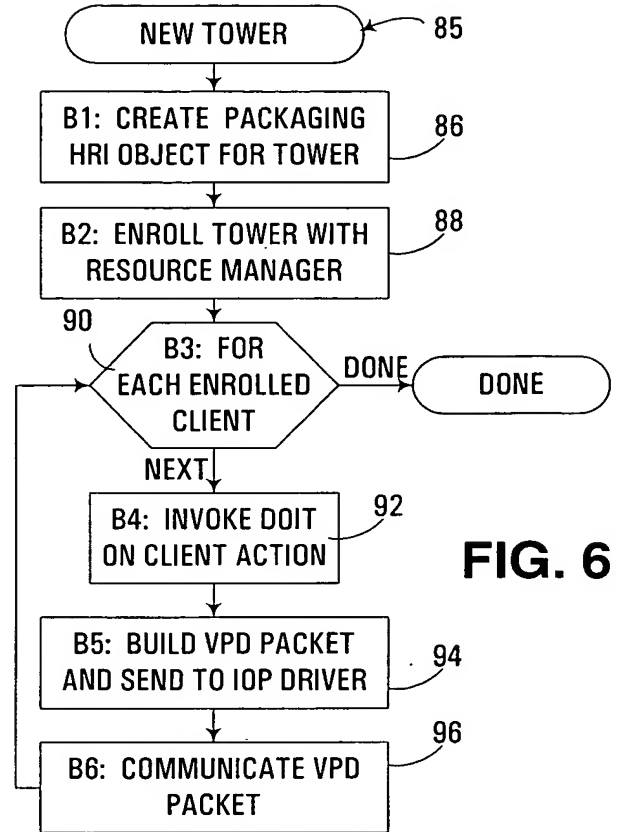 NEW TOWER
85
B1: CREATE PACKAGING
HRI OBJECT FOR TOWER
86
B2: ENROLL TOWER WITH
RESOURCE MANAGER
88
90
B3: FOR
EACH ENROLLED
CLIENT
DONE
DONE
NEXT
B4: INVOKE DOIT
ON CLIENT ACTION
92
FIG. 6
B5: BUILD VPD PACKET
AND SEND TO IOP DRIVER
94
B6: COMMUNICATE VPD
PACKET
96